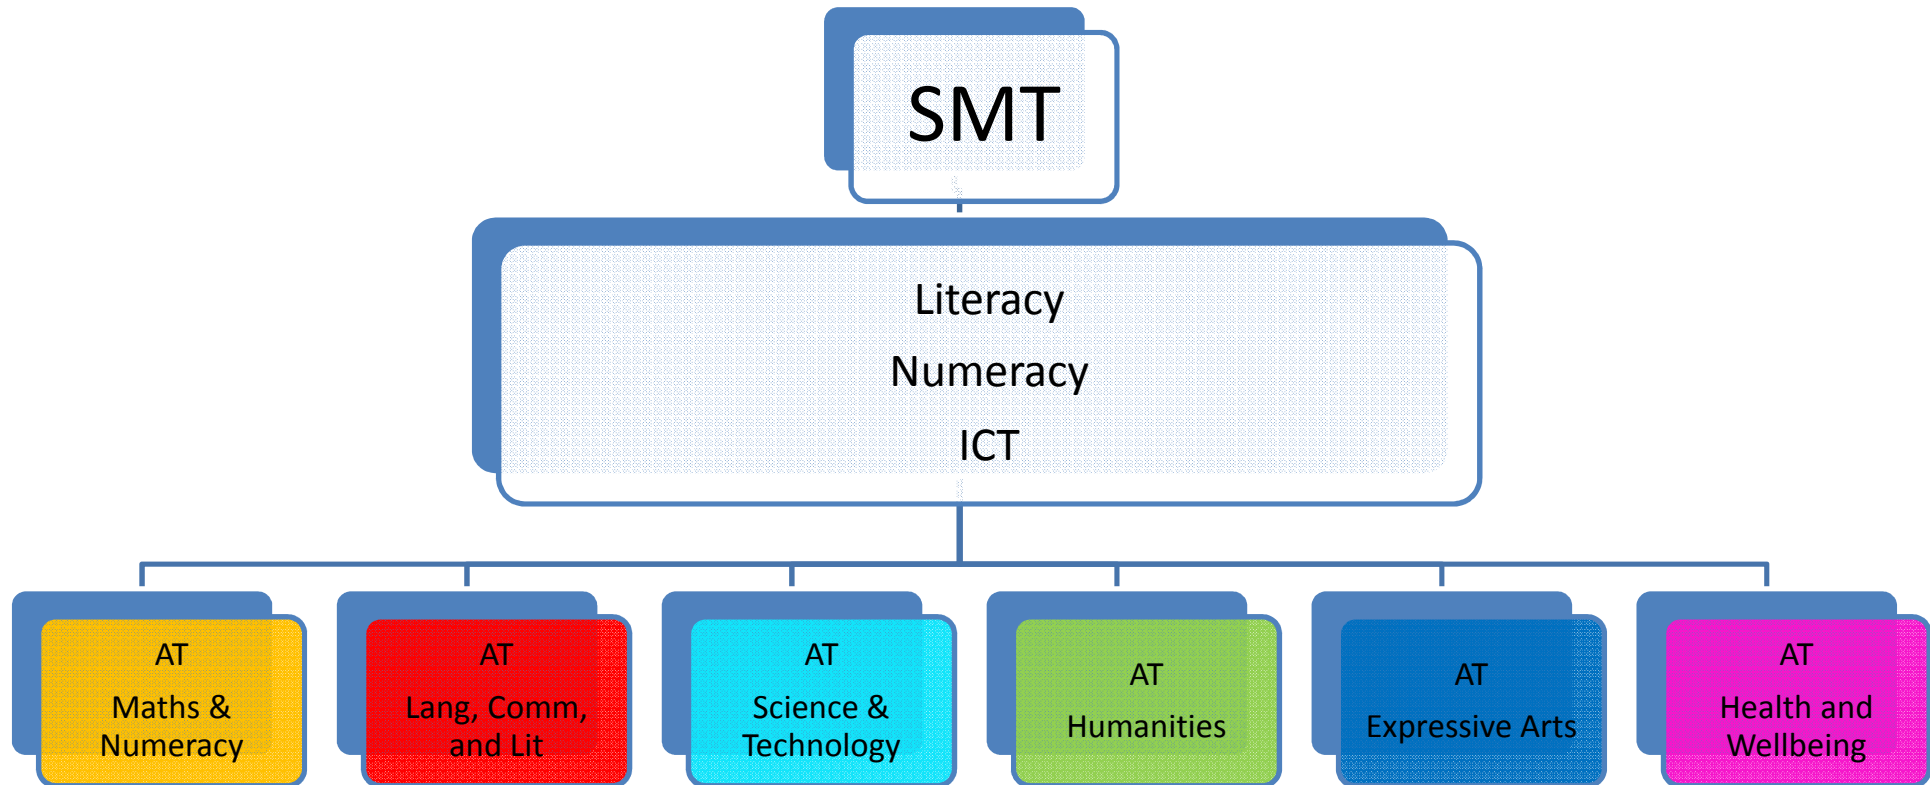 SMT
Literacy
Numeracy
ICT
AT
Maths &
Numeracy
AT
Lang, Comm,
and Lit
AT
Science &
Technology
AT
Humanities
AT
Expressive Arts
AT
Health and
Wellbeing